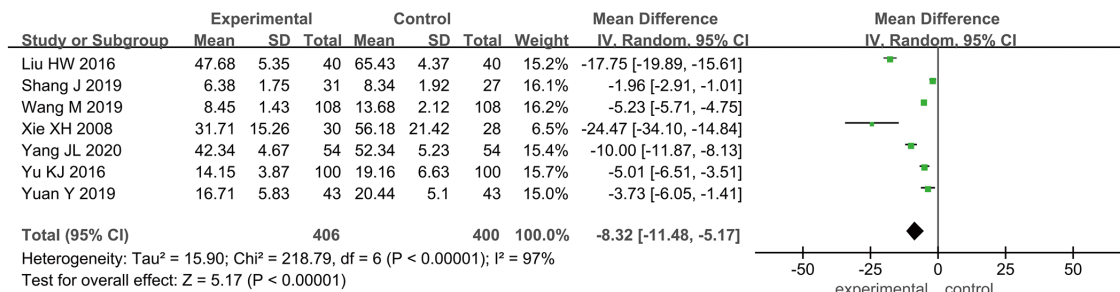 Experimental Control Mean Difference Mean Difference
Study or Subgroup Mean SD Total Mean SD Total Weight IV, Random, 95% CI IV, Random, 95% CI
Liu HW 2016 47.68 5.35 40 65.43 4.37 40 15.2% -17.75 [-19.89, -15.61]
Shang J 2019 6.38 1.75 31 8.34 1.92 27 16.1% -1.96 [-2.91, -1.01]
Wang M 2019 8.45 1.43 108 13.68 2.12 108 16.2% -5.23 [-5.71, -4.75]
Xie XH 2008 31.71 15.26 30 56.18 21.42 28 6.5% -24.47 [-34.10, -14.84]
Yang JL 2020 42.34 4.67 54 52.34 5.23 54 15.4% -10.00 [-11.87, -8.13]
Yu KJ 2016 14.15 3.87 100 19.16 6.63 100 15.7% -5.01 [-6.51, -3.51]
Yuan Y 2019 16.71 5.83 43 20.44 5.1 43 15.0% -3.73 [-6.05, -1.41]
Total (95% CI) 406 400 100.0% -8.32 [-11.48, -5.17]
Heterogeneity: Tau² = 15.90; Chi² = 218.79, df = 6 (P < 0.00001); I² = 97%
Test for overall effect: Z = 5.17 (P < 0.00001)
-50 -25 0 25 50
experimental control